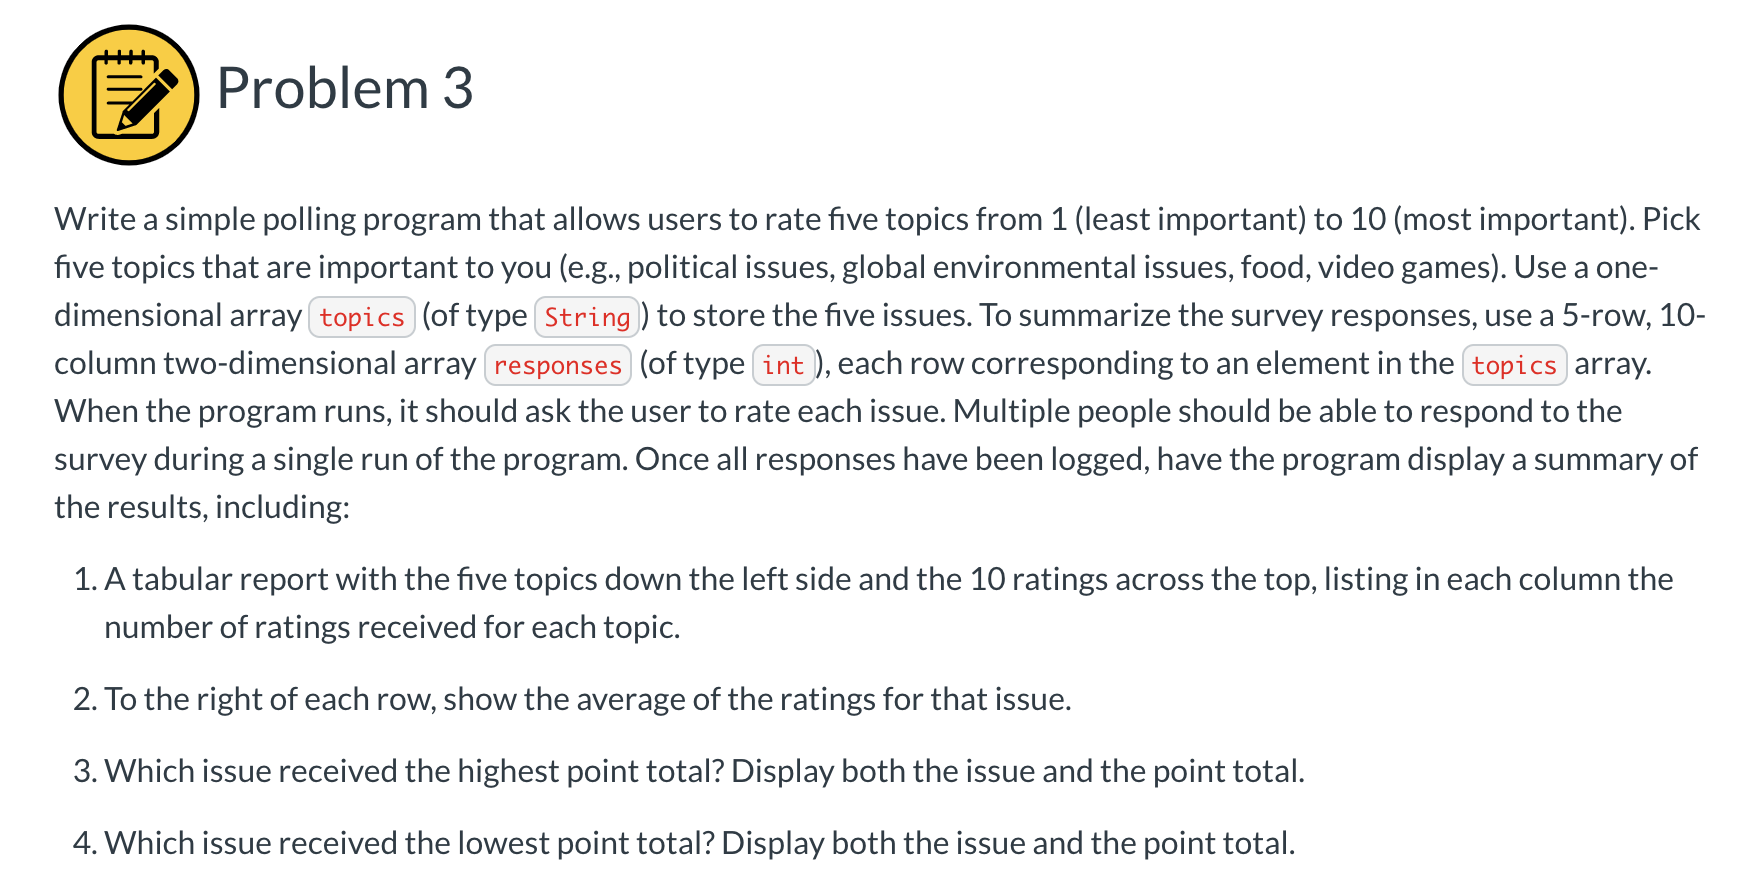 Problem 3
Write a simple polling program that allows users to rate five topics from 1 (least important) to 10 (most important). Pick
five topics that are important to you (e.g., political issues, global environmental issues, food, video games). Use a one-
dimensional array topics (of type String) to store the five issues. To summarize the survey responses, use a 5-row, 10-
column two-dimensional array responses (of type int), each row corresponding to an element in the topics array.
When the program runs, it should ask the user to rate each issue. Multiple people should be able to respond to the
survey during a single run of the program. Once all responses have been logged, have the program display a summary of
the results, including:
1. A tabular report with the five topics down the left side and the 10 ratings across the top, listing in each column the
number of ratings received for each topic.
2. To the right of each row, show the average of the ratings for that issue.
3. Which issue received the highest point total? Display both the issue and the point total.
4. Which issue received the lowest point total? Display both the issue and the point total.